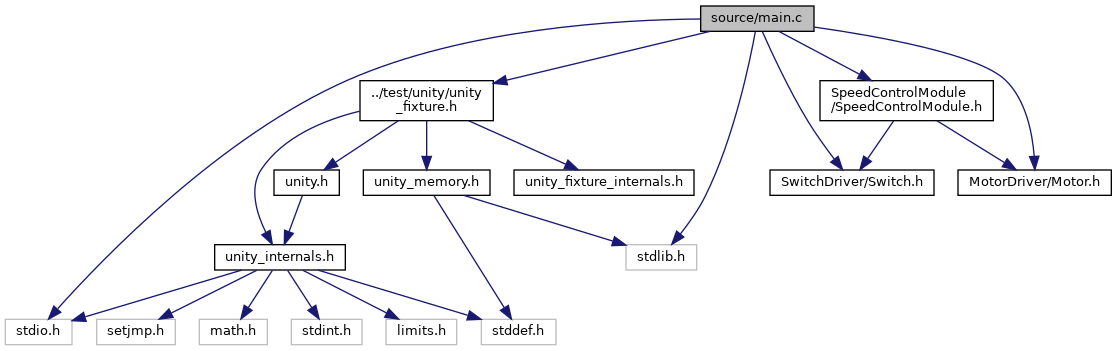 source/main.c
../test/unity/unity
_fixture.h
SpeedControlModule
/SpeedControlModule.h
unity.h
unity_memory.h
unity_fixture_internals.h
SwitchDriver/Switch.h
MotorDriver/Motor.h
unity_internals.h
stdlib.h
stdio.h
setjmp.h
math.h
stdint.h
limits.h
stddef.h